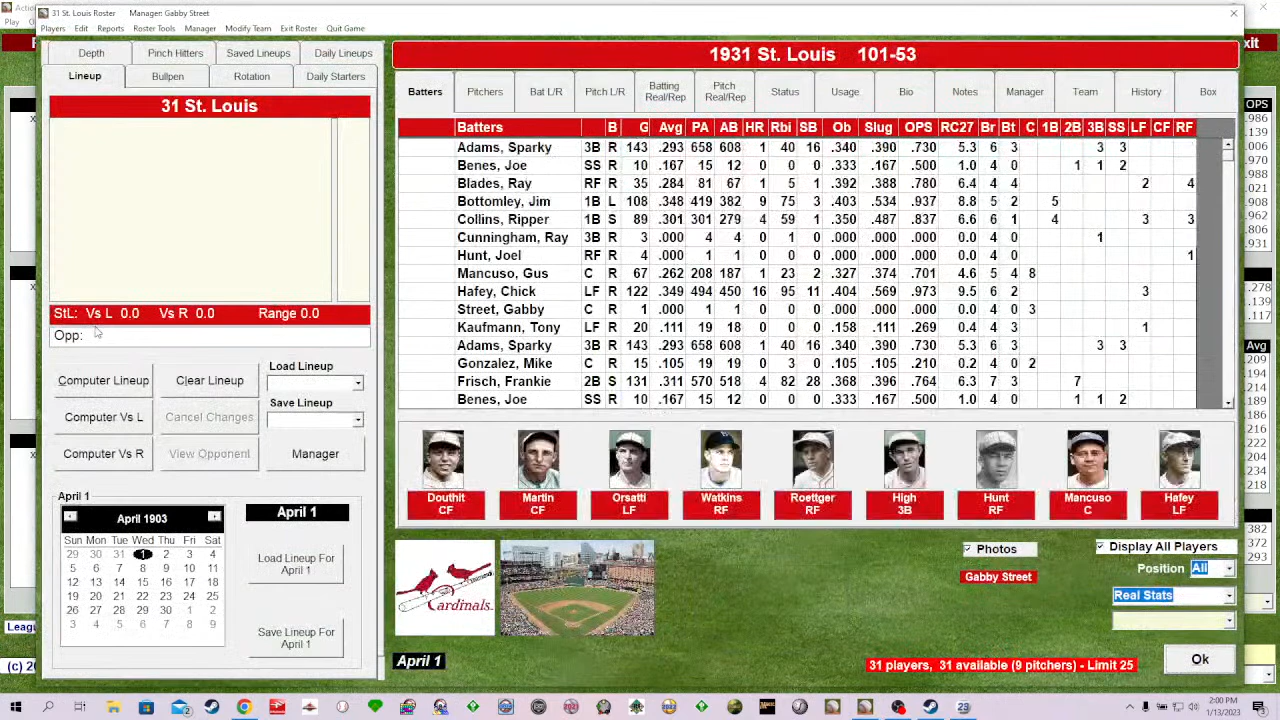 31 St. Louis Roster Manager: Gabby Street
Players Edit Reports Roster Tools Manager Modify Team Exit Roster Quit Game
Depth Pinch Hitters Saved Lineups Daily Lineups
Lineup Bullpen Rotation Daily Starters
31 St. Louis
StL: Vs L 0.0 Vs R 0.0 Range 0.0
Opp:
Computer Lineup Clear Lineup Load Lineup
Computer Vs L Cancel Changes Save Lineup
Computer Vs R View Opponent Manager
April 1
April 1903
Sun Mon Tue Wed Thu Fri Sat
29 30 31 1 2 3 4
5 6 7 8 9 10 11
12 13 14 15 16 17 18
19 20 21 22 23 24 25
26 27 28 29 30 1 2
3 4 5 6 7 8 9
April 1
Load Lineup For
April 1
Save Lineup For
April 1
1931 St. Louis 101-53
Batters Pitchers Bat L/R Pitch L/R Batting Real/Rep Pitch Real/Rep Status Usage Bio Notes Manager Team History Box
Batters B G Avg PA AB HR Rbi SB Ob Slug OPS RC27 Br Bt C 1B 2B 3B SS LF CF RF
Adams, Sparky 3B R 143 .293 658 608 1 40 16 .340 .390 .730 5.3 6 3 3 3
Benes, Joe SS R 10 .167 15 12 0 0 0 .333 .167 .500 1.0 4 0 1 1 2
Blades, Ray RF R 35 .284 81 67 1 5 1 .392 .388 .780 6.4 4 4 2 4
Bottomley, Jim 1B L 108 .348 419 382 9 75 3 .403 .534 .937 8.8 5 2 5
Collins, Ripper 1B S 89 .301 301 279 4 59 1 .350 .487 .837 6.6 6 1 4 3 3
Cunningham, Ray 3B R 3 .000 4 4 0 1 0 .000 .000 .000 0.0 4 0 1
Hunt, Joel RF R 4 .000 1 1 0 0 0 .000 .000 .000 0.0 4 0 1
Mancuso, Gus C R 67 .262 208 187 1 23 2 .327 .374 .701 4.6 5 4 8
Hafey, Chick LF R 122 .349 494 450 16 95 11 .404 .569 .973 9.5 6 2 3
Street, Gabby C R 1 .000 1 1 0 0 0 .000 .000 .000 0.0 4 0 3
Kaufmann, Tony LF R 20 .111 19 18 0 0 0 .158 .111 .269 0.4 4 3 1
Adams, Sparky 3B R 143 .293 658 608 1 40 16 .340 .390 .730 5.3 6 3 3 3
Gonzalez, Mike C R 15 .105 19 19 0 3 0 .105 .105 .210 0.2 4 0 2
Frisch, Frankie 2B S 131 .311 570 518 4 82 28 .368 .396 .764 6.3 7 3 7
Benes, Joe SS R 10 .167 15 12 0 0 0 .333 .167 .500 1.0 4 0 1 1 2
Douthit Martin Orsatti Watkins Roettger High Hunt Mancuso Hafey
CF CF LF RF RF 3B RF C LF
Cardinals
Photos
Gabby Street
Display All Players
Position All
Real Stats
April 1
31 players, 31 available (9 pitchers) - Limit 25
Ok
OPS
.986
.039
Avg
.209
2:00 PM
1/13/2023